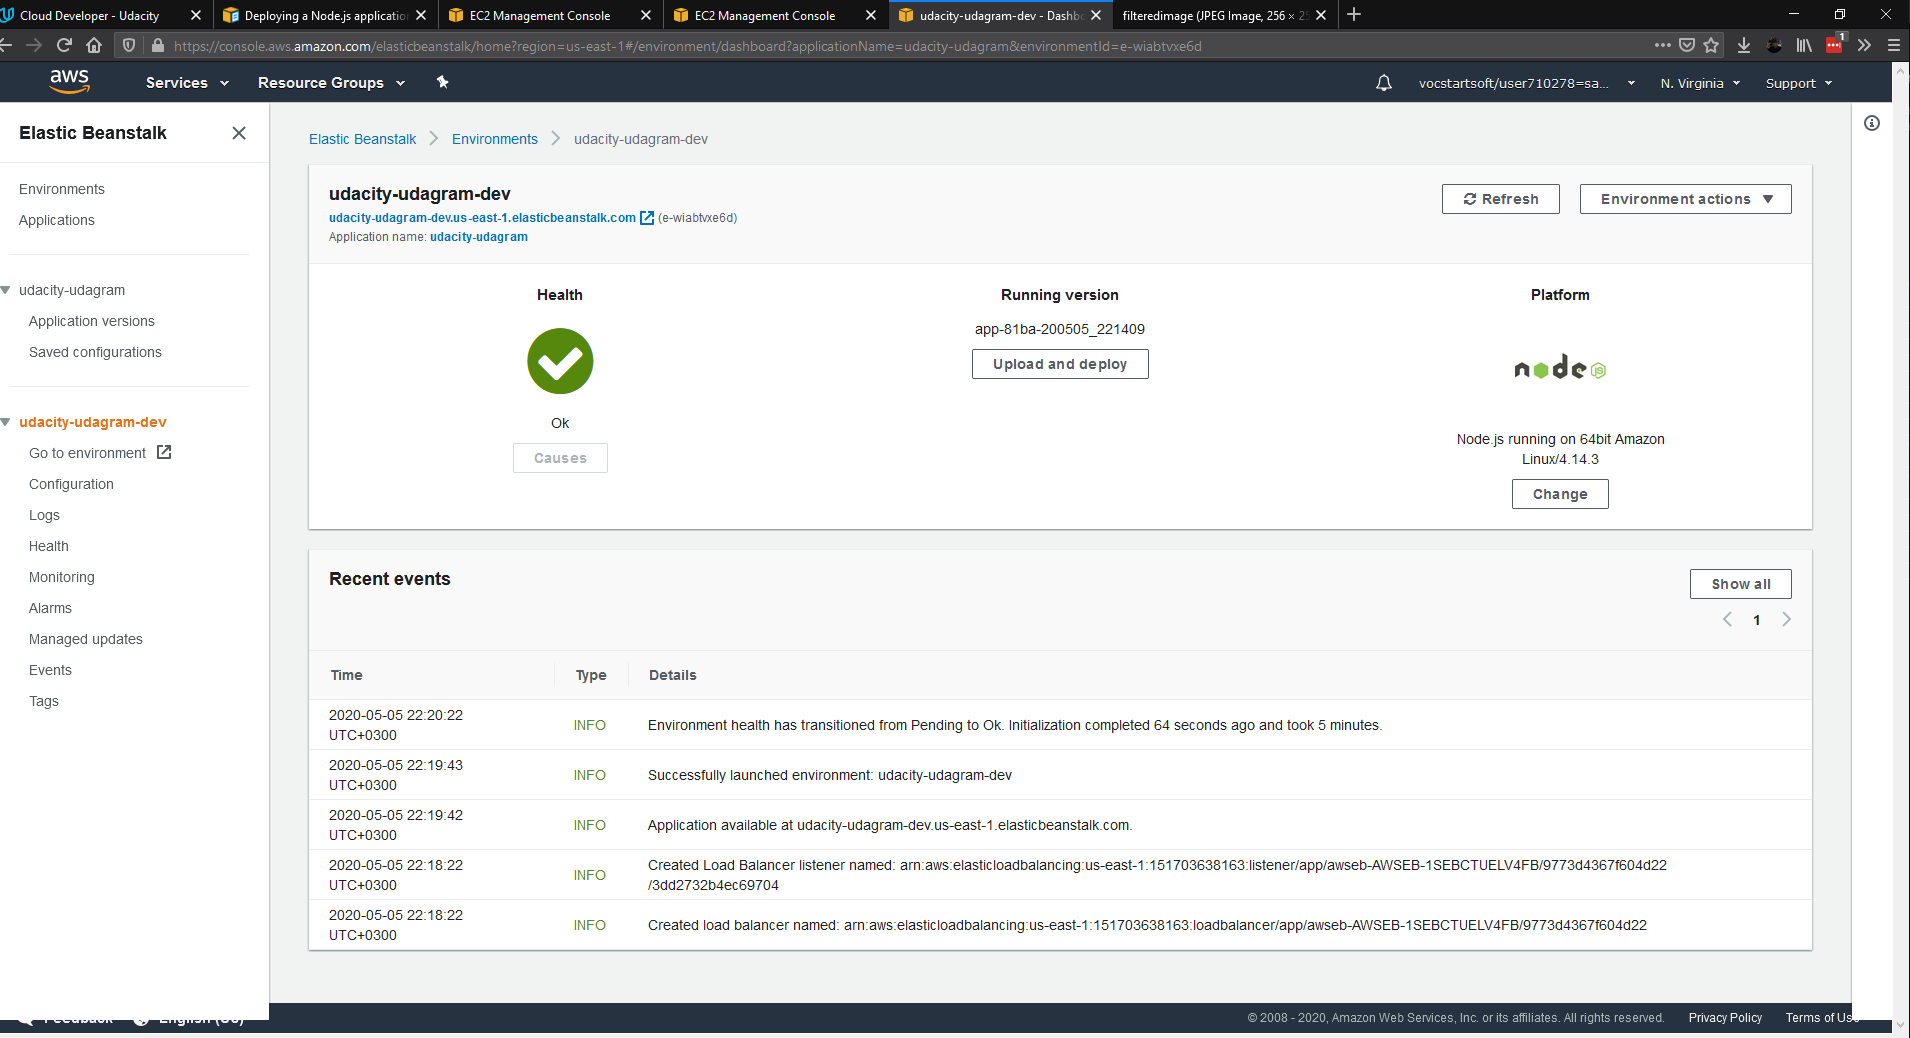 Cloud Developer - Udacity
Deploying a Node.js applicatio
EC2 Management Console
EC2 Management Console
udacity-udagram-dev - Dashb
filteredimage (JPEG Image, 256 × 25
https://console.aws.amazon.com/elasticbeanstalk/home?region=us-east-1#/environment/dashboard?applicationName=udacity-udagram&environmentId=e-wiabtvxe6d
1
aws
Services
Resource Groups
vocstartsoft/user710278=sa...
N. Virginia
Support
Elastic Beanstalk
Environments
Applications
udacity-udagram
Application versions
Saved configurations
udacity-udagram-dev
Go to environment
Configuration
Logs
Health
Monitoring
Alarms
Managed updates
Events
Tags
Elastic Beanstalk
Environments
udacity-udagram-dev
udacity-udagram-dev
udacity-udagram-dev.us-east-1.elasticbeanstalk.com (e-wiabtvxe6d)
Application name: udacity-udagram
Refresh
Environment actions
Health
Ok
Causes
Running version
app-81ba-200505_221409
Upload and deploy
Platform
node JS
Node.js running on 64bit Amazon
Linux/4.14.3
Change
Recent events
Show all
1
Time Type Details
2020-05-05 22:20:22
UTC+0300
INFO
Environment health has transitioned from Pending to Ok. Initialization completed 64 seconds ago and took 5 minutes.
2020-05-05 22:19:43
UTC+0300
INFO
Successfully launched environment: udacity-udagram-dev
2020-05-05 22:19:42
UTC+0300
INFO
Application available at udacity-udagram-dev.us-east-1.elasticbeanstalk.com.
2020-05-05 22:18:22
UTC+0300
INFO
Created Load Balancer listener named: arn:aws:elasticloadbalancing:us-east-1:151703638163:listener/app/awseb-AWSEB-1SEBCTUELV4FB/9773d4367f604d22
/3dd2732b4ec69704
2020-05-05 22:18:22
UTC+0300
INFO
Created load balancer named: arn:aws:elasticloadbalancing:us-east-1:151703638163:loadbalancer/app/awseb-AWSEB-1SEBCTUELV4FB/9773d4367f604d22
Feedback
English (US)
© 2008 - 2020, Amazon Web Services, Inc. or its affiliates. All rights reserved.
Privacy Policy
Terms of Use